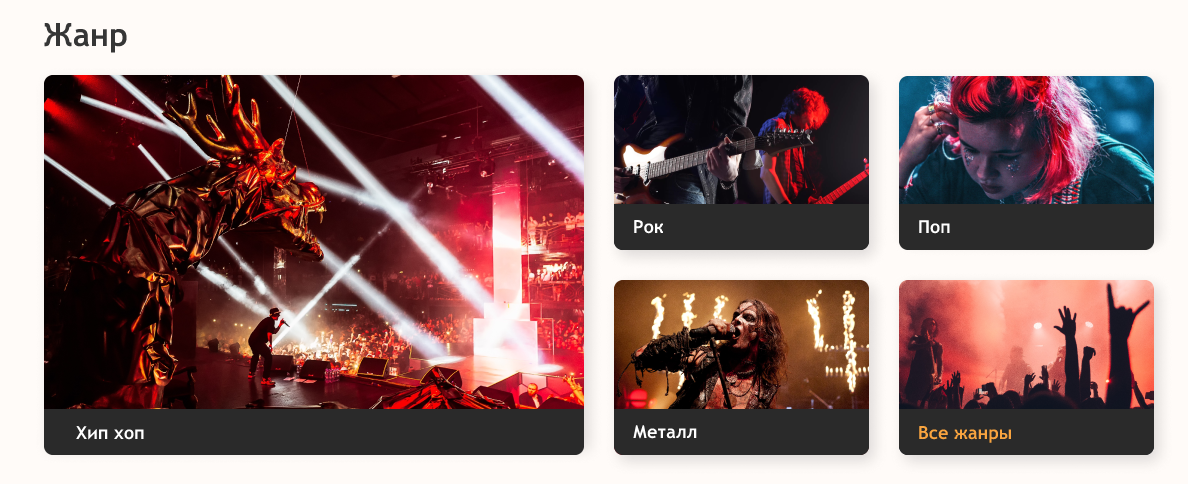 Жанр
Хип хоп
Рок
Поп
Металл
Все жанры